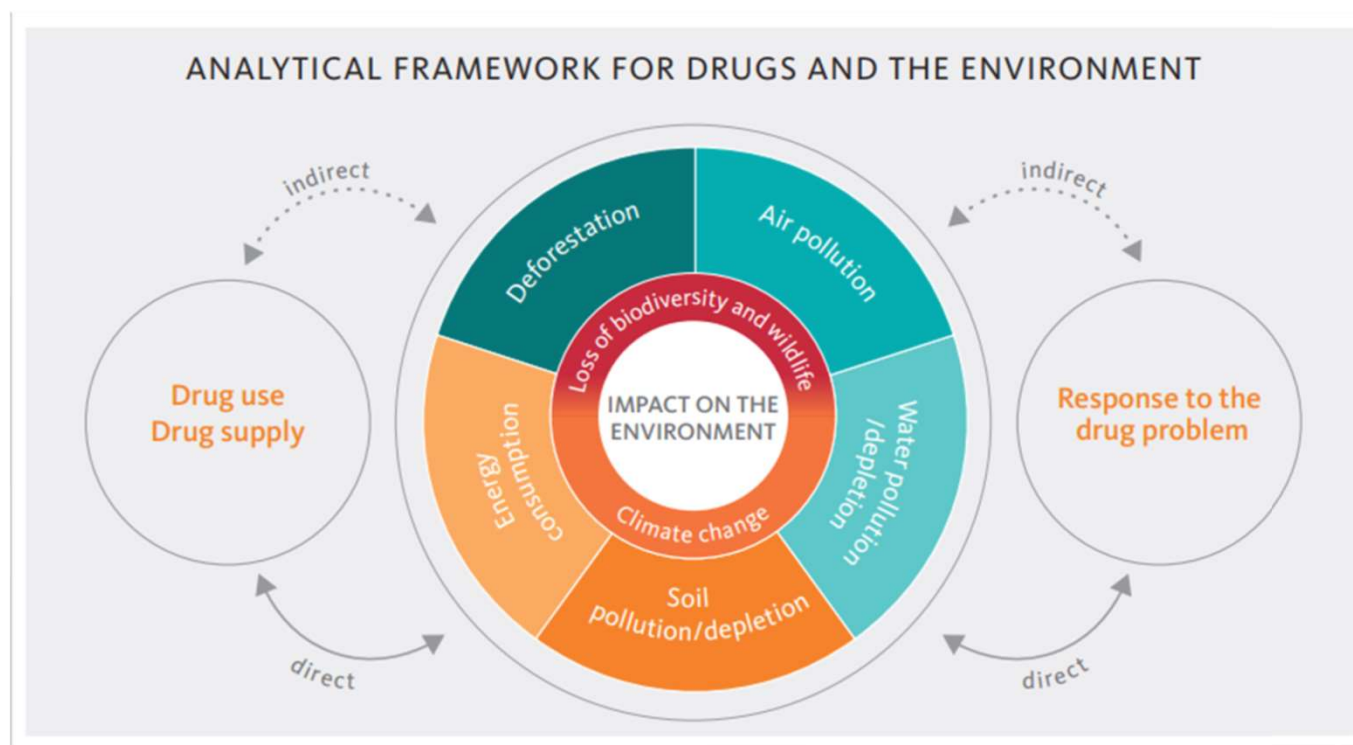 ANALYTICAL FRAMEWORK FOR DRUGS AND THE ENVIRONMENT
indirect
indirect
Deforestation
Air pollution
Loss of biodiversity and wildlife
Drug use
Drug supply
IMPACT ON THE
ENVIRONMENT
Response to the
drug problem
Energy
consumption
Water pollution
/depletion
Climate change
Soil
pollution/depletion
direct
direct